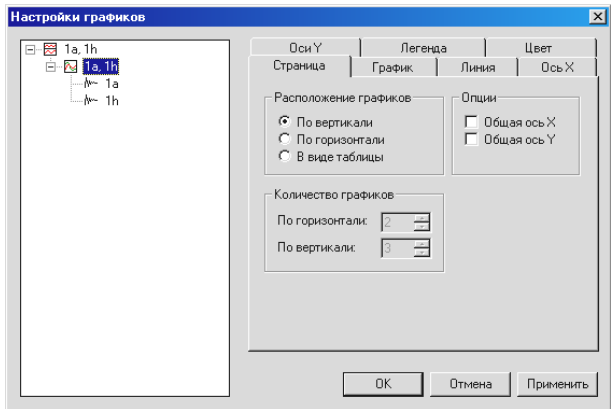 Настройки графиков
1a, 1h
1a, 1h
1a
1h
Оси Y
Легенда
Цвет
Страница
График
Линия
Ось X
Расположение графиков
По вертикали
По горизонтали
В виде таблицы
Опции
Общая ось X
Общая ось Y
Количество графиков
По горизонтали:
2
По вертикали:
3
OK
Отмена
Применить